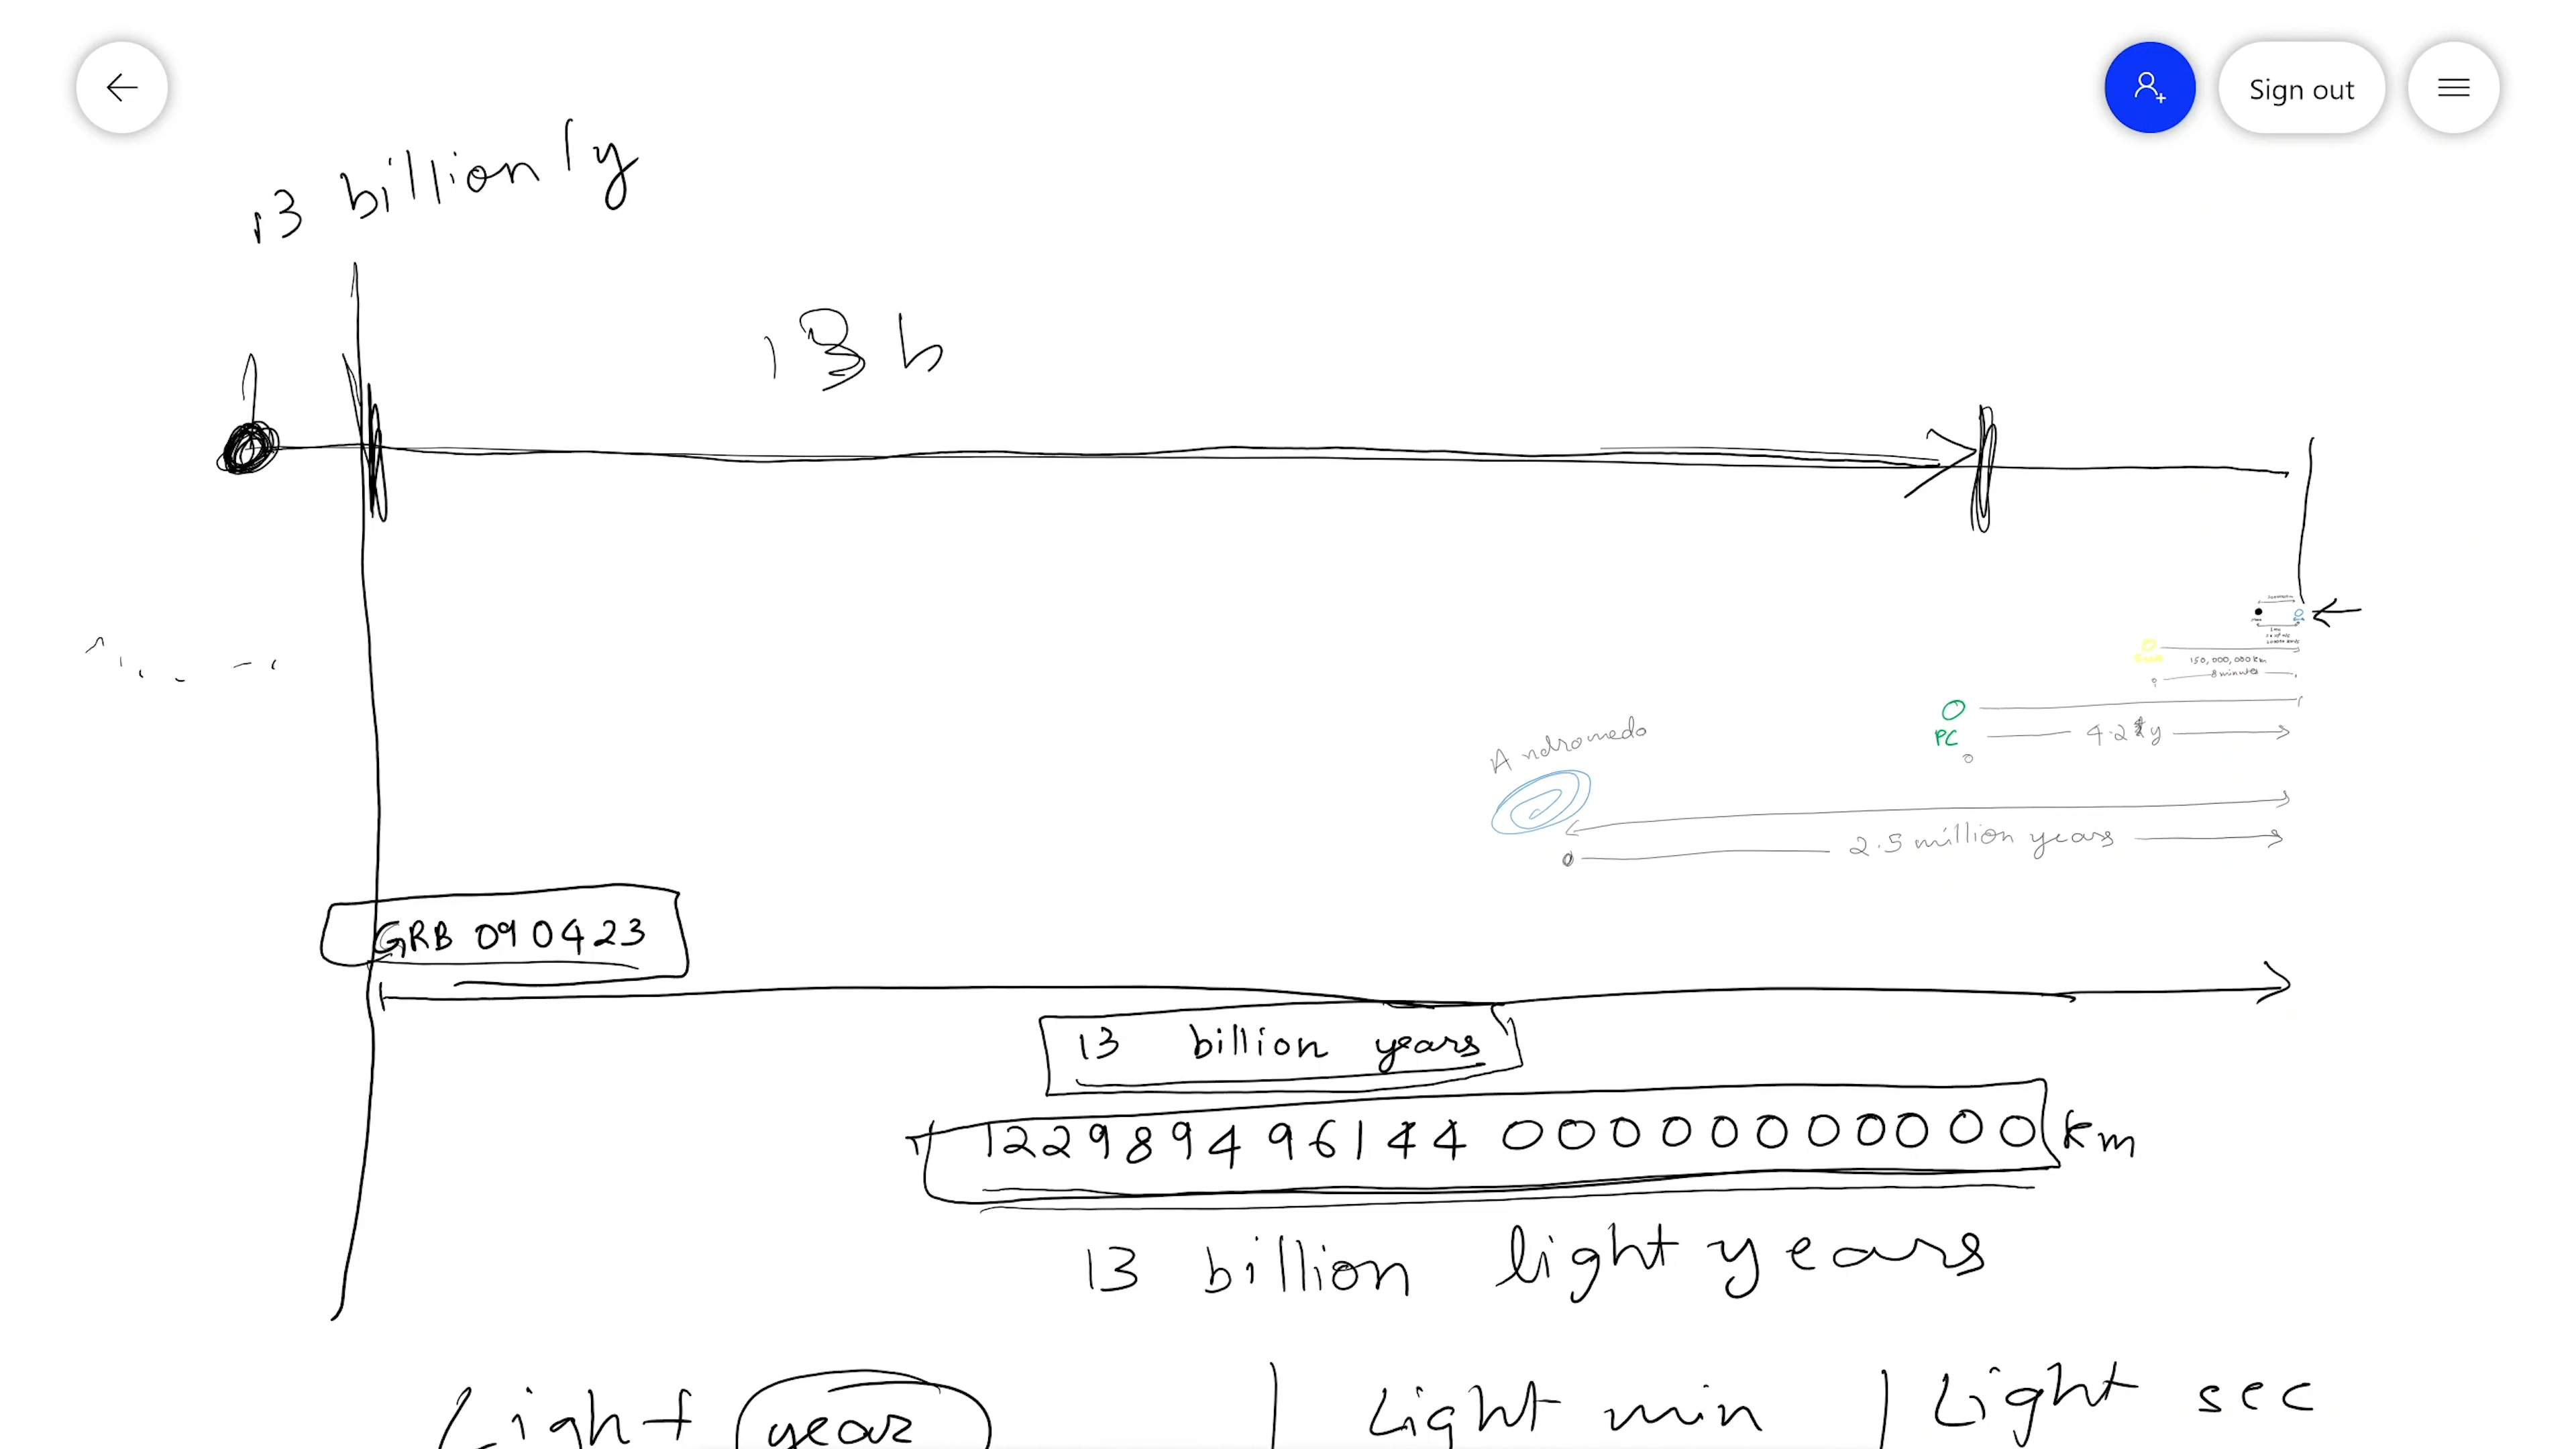 Sign out
13 billion ly
13 b
150,000,000 km
8 minutes
PC
4.2 ly
Andromeda
2.5 million years
GRB 090423
13 billion years
122989496144 00000000000 km
13 billion light years
Light year | Light min | Light sec